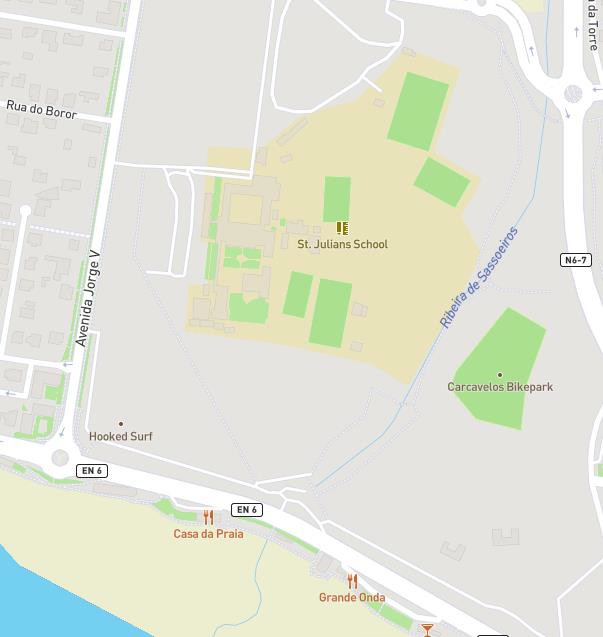 da Torre
Rua do Boror
St. Julians School
N6-7
Ribeira de Sassoeiros
Avenida Jorge V
Carcavelos Bikepark
Hooked Surf
EN 6
EN 6
Casa da Praia
Grande Onda